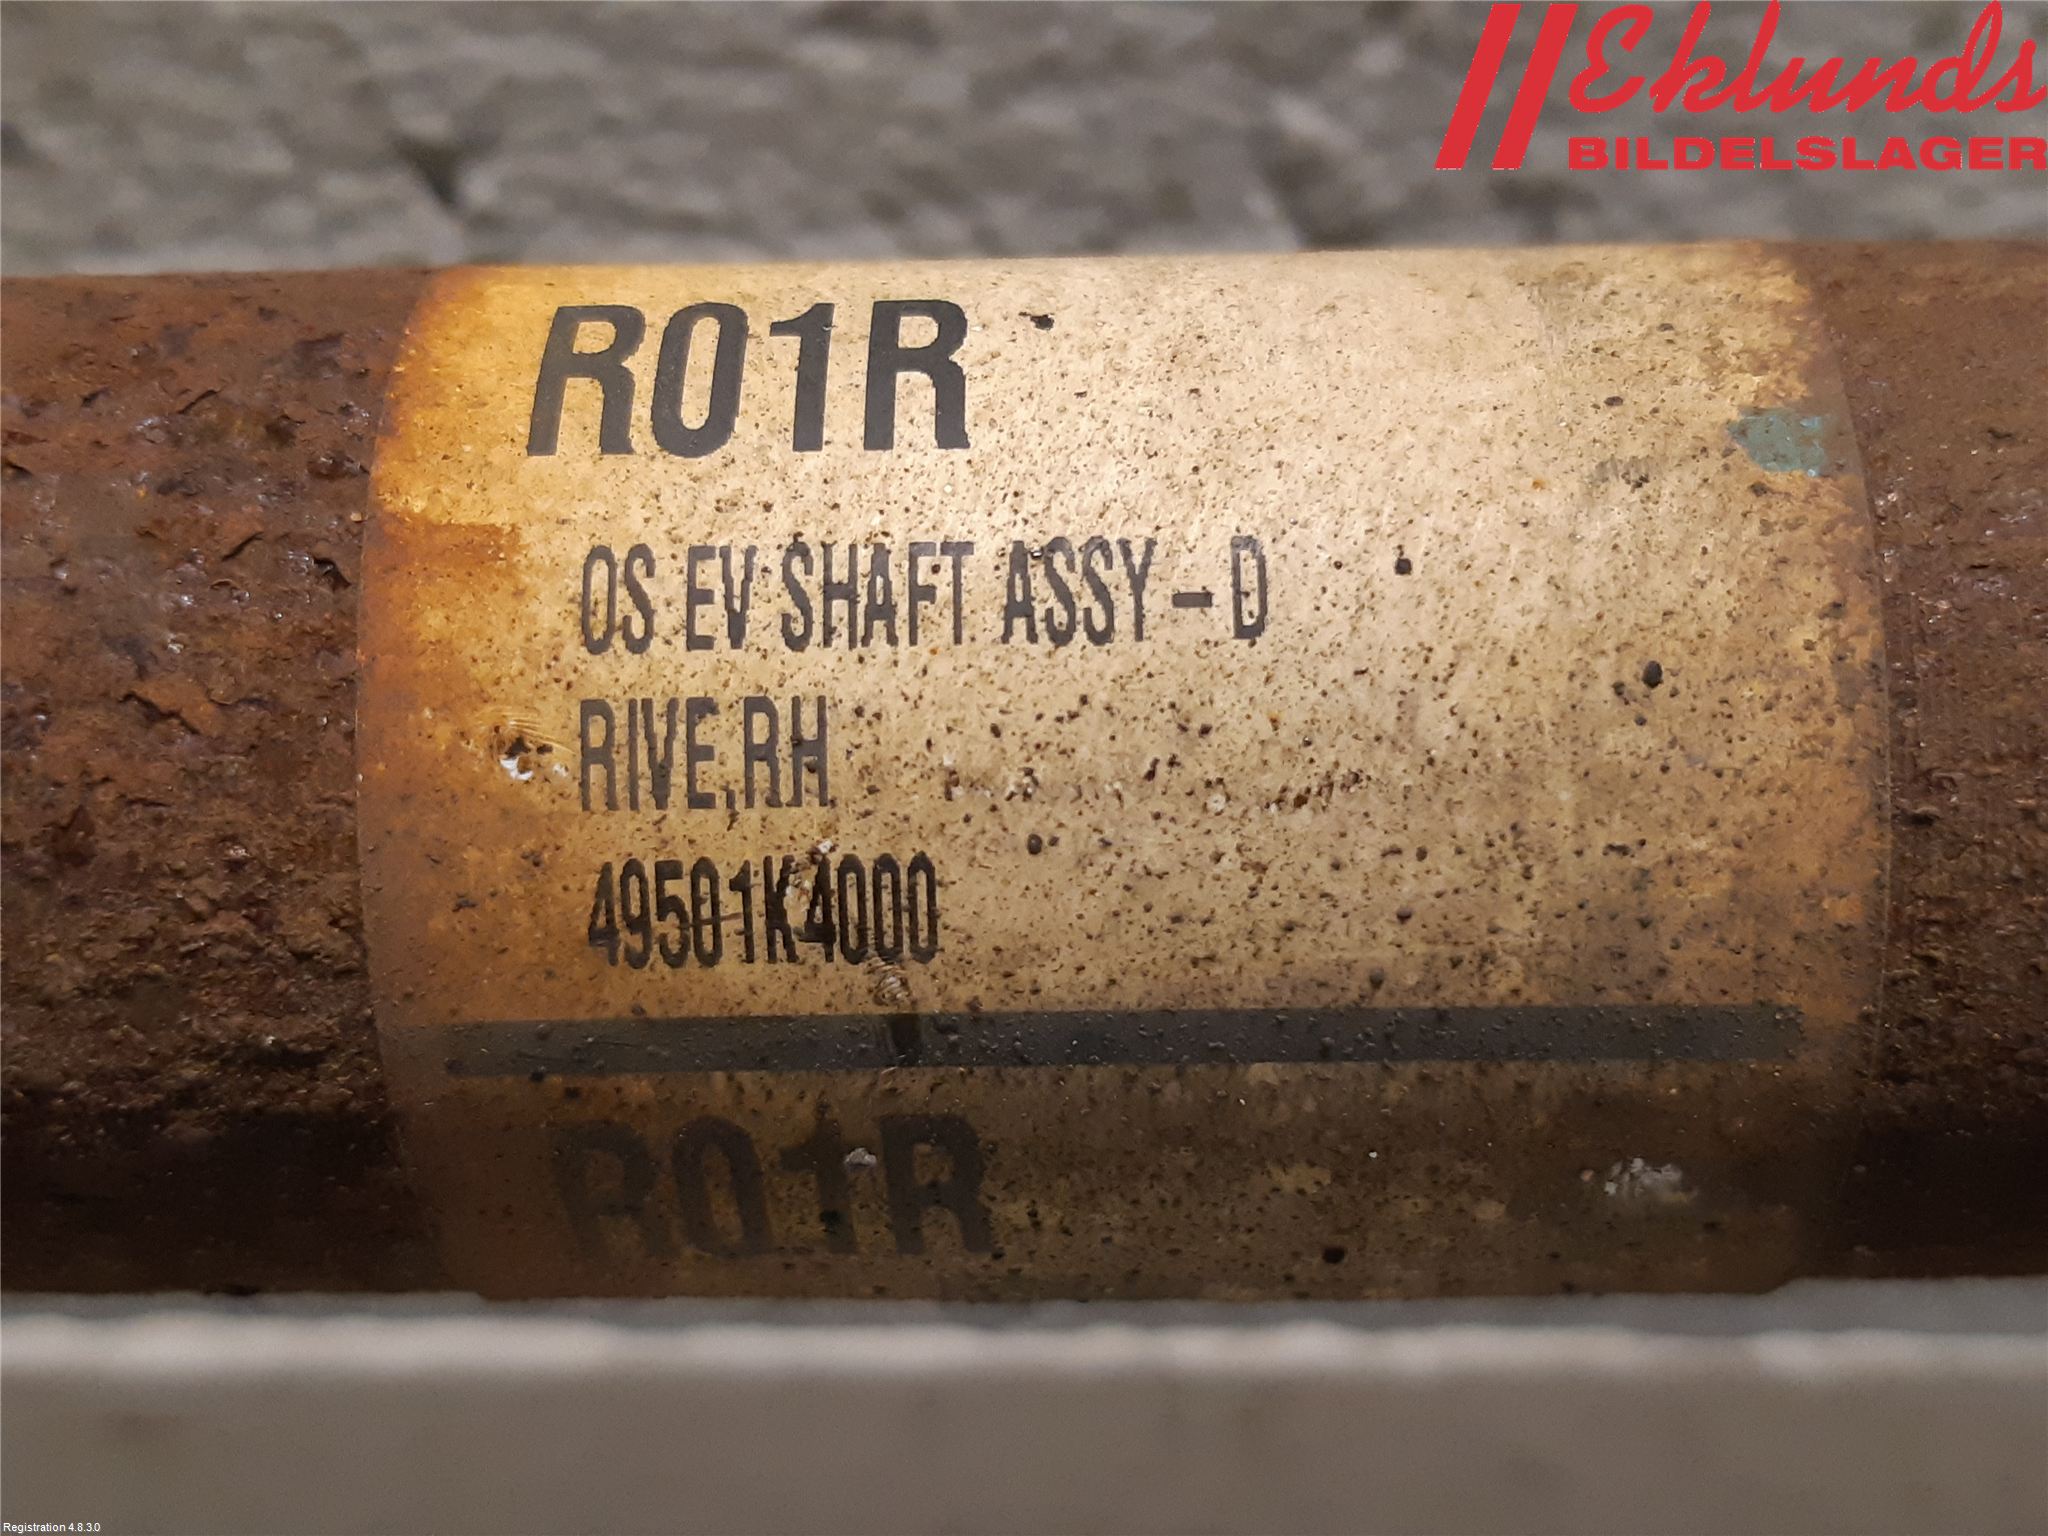 Eklunds
BILDELSLAGER
R01R
OS EV SHAFT ASSY - D
RIVE,RH
49501K4000
R01R
Registration 4.8.3.0